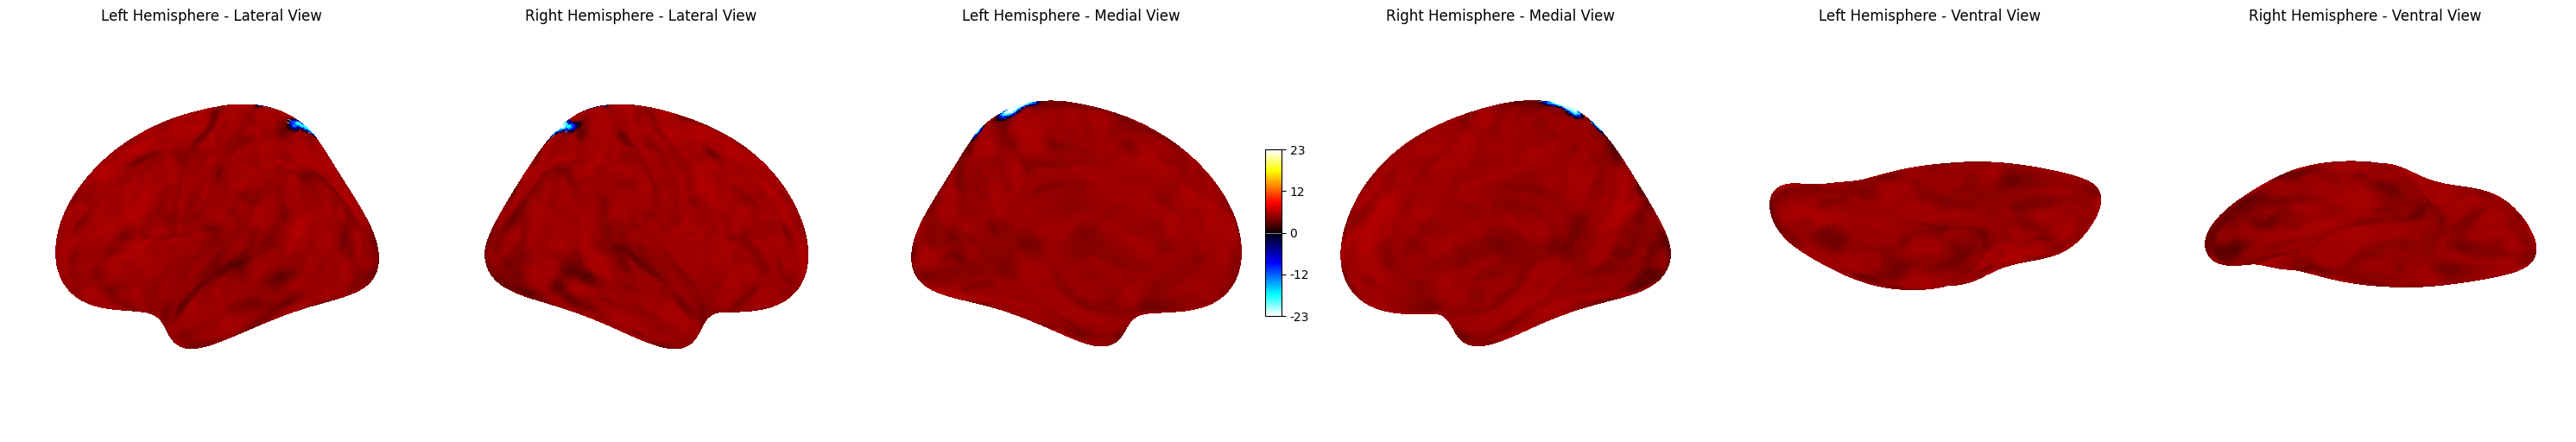 Left Hemisphere - Lateral View
Right Hemisphere - Lateral View
Left Hemisphere - Medial View
Right Hemisphere - Medial View
Left Hemisphere - Ventral View
Right Hemisphere - Ventral View
23
12
0
-12
-23